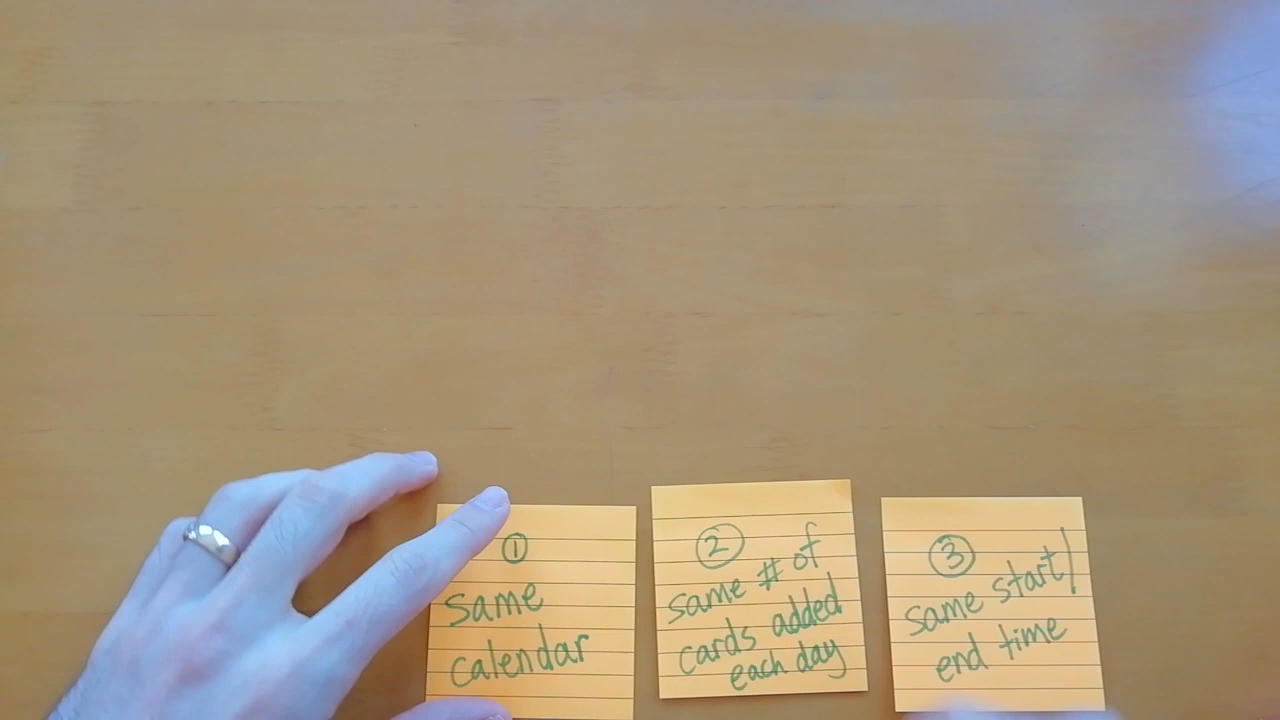 ①
same
calendar
②
same # of
cards added
each day
③
same start/
end time